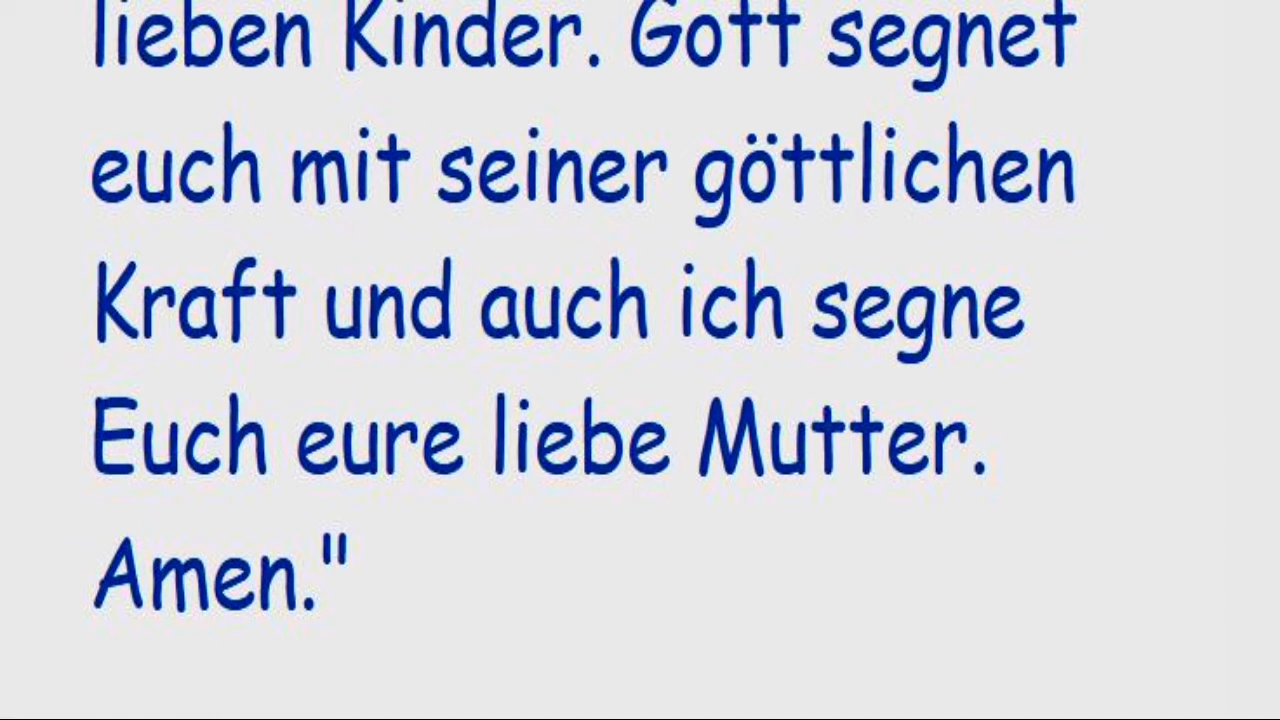 lieben Kinder. Gott segnet
euch mit seiner göttlichen
Kraft und auch ich segne
Euch eure liebe Mutter.
Amen."